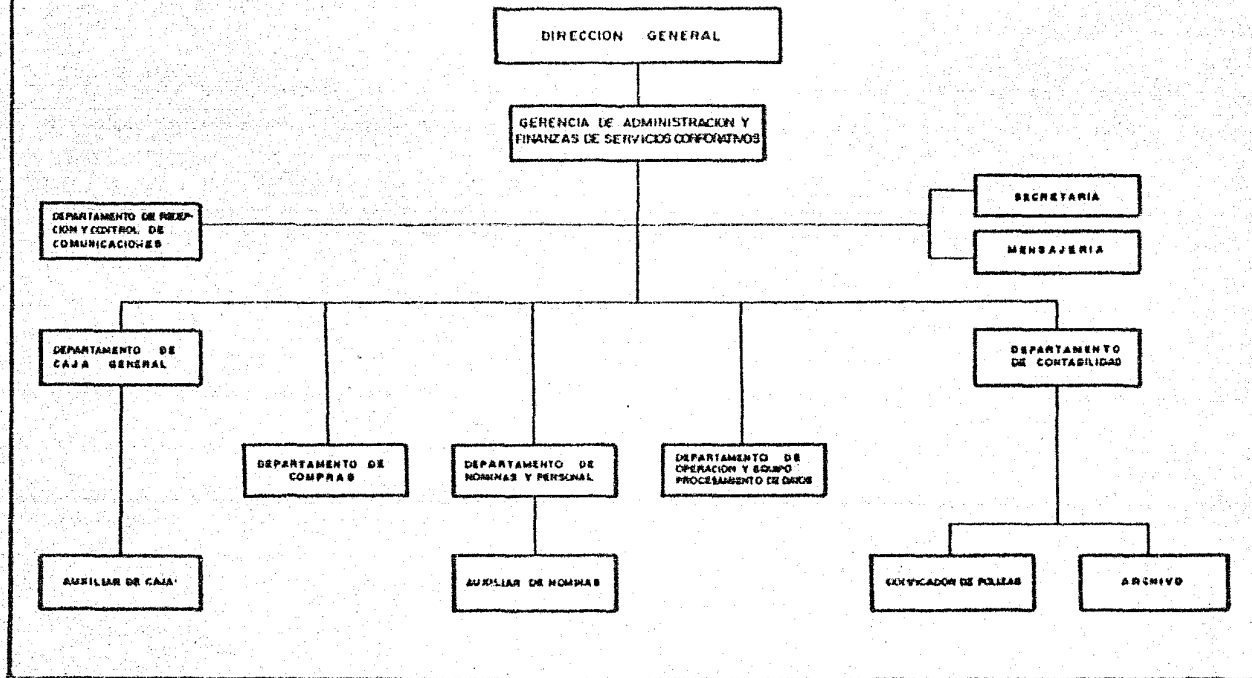 DIRECCION GENERAL
GERENCIA DE ADMINISTRACION Y
FINANZAS DE SERVICIOS CORPORATIVOS
DEPARTAMENTO DE RECEP-
CION Y CONTROL DE
COMUNICACIONES
SECRETARIA
MENSAJERIA
DEPARTAMENTO DE
CAJA GENERAL
DEPARTAMENTO
DE CONTABILIDAD
DEPARTAMENTO DE
COMPRAS
DEPARTAMENTO DE
NOMINAS Y PERSONAL
DEPARTAMENTO DE
OPERACION Y EQUIPO
PROCESAMIENTO DE DATOS
AUXILIAR DE CAJA
AUXILIAR DE NOMINAS
CODIFICADOR DE POLIZAS
ARCHIVO